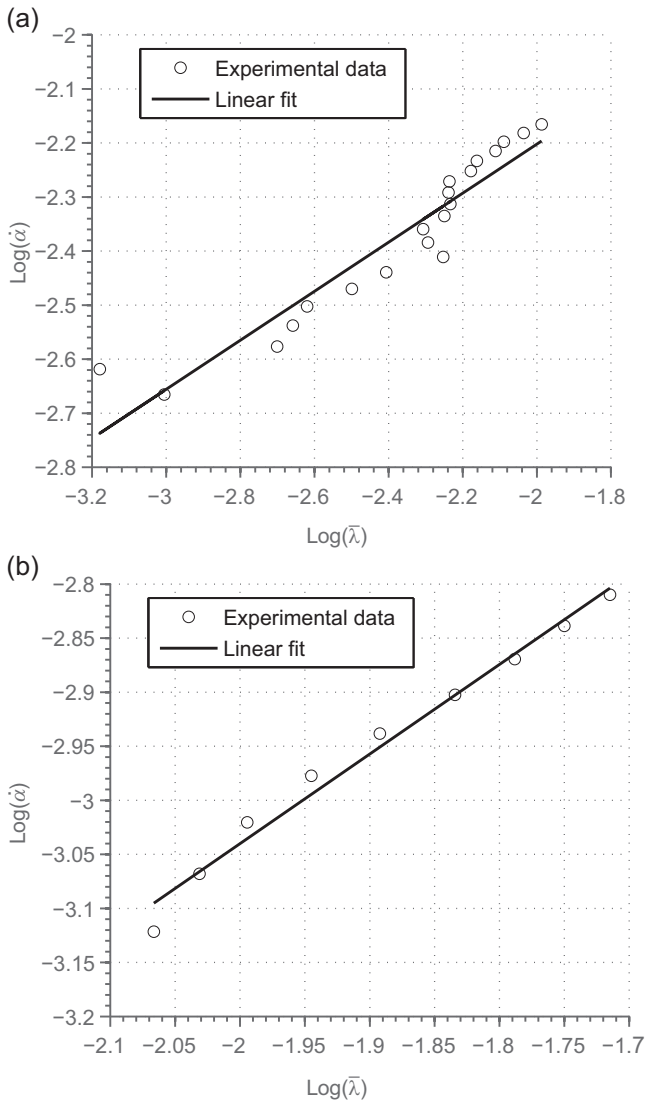 (a)
−2
−2.1
−2.2
−2.3
−2.4
−2.5
−2.6
−2.7
−2.8
Log(α̇)
Experimental data
Linear fit
−3.2 −3 −2.8 −2.6 −2.4 −2.2 −2 −1.8
Log(λ̅)
(b)
−2.8
−2.85
−2.9
−2.95
−3
−3.05
−3.1
−3.15
−3.2
Log(α̇)
Experimental data
Linear fit
−2.1 −2.05 −2 −1.95 −1.9 −1.85 −1.8 −1.75 −1.7
Log(λ̅)